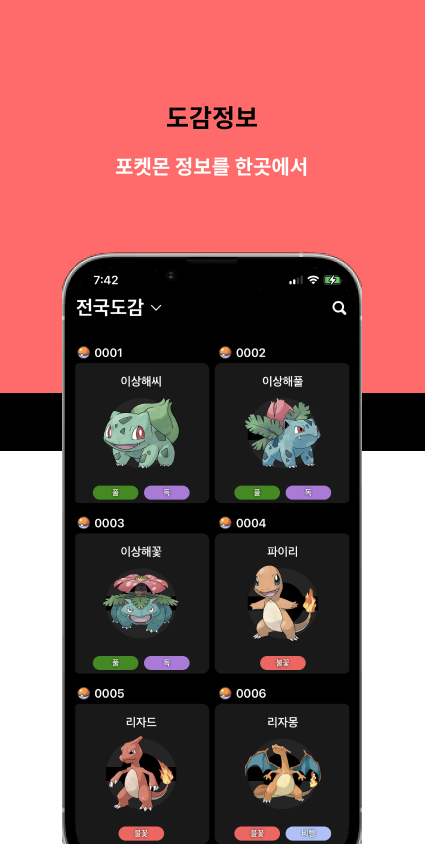 도감정보
포켓몬 정보를 한곳에서
7:42
전국도감
0001
0002
이상해씨
이상해풀
풀
독
풀
독
0003
0004
이상해꽃
파이리
풀
독
불꽃
0005
0006
리자드
리자몽
불꽃
불꽃
비행